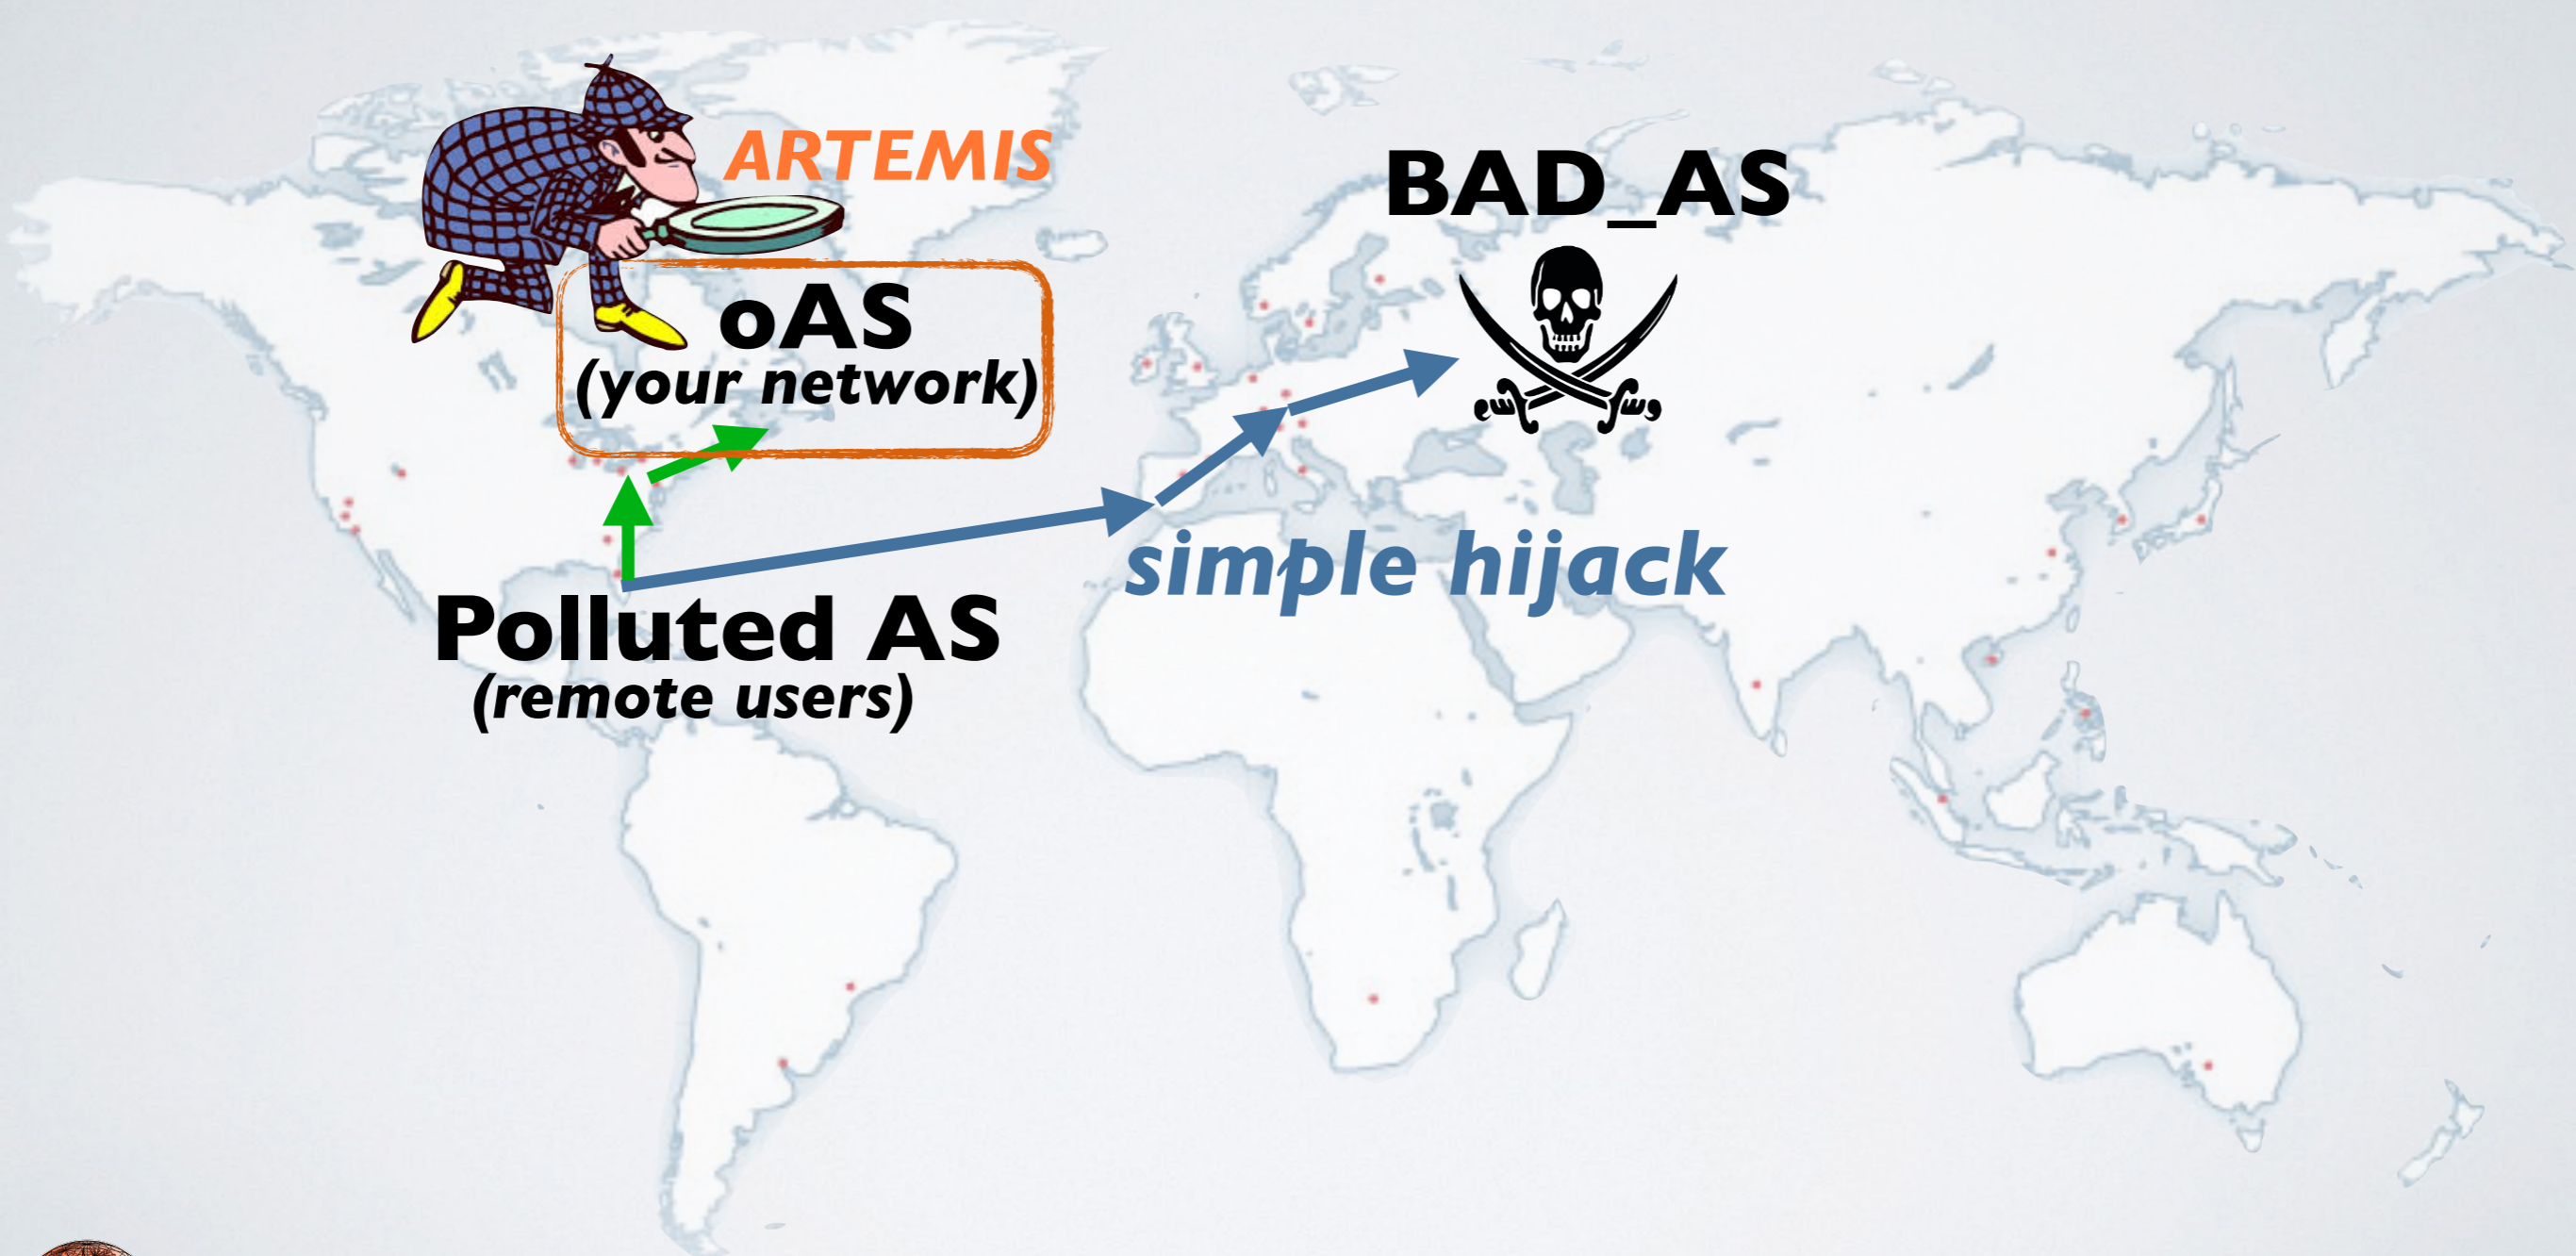 ARTEMIS
BAD_AS
oAS
(your network)
simple hijack
Polluted AS
(remote users)